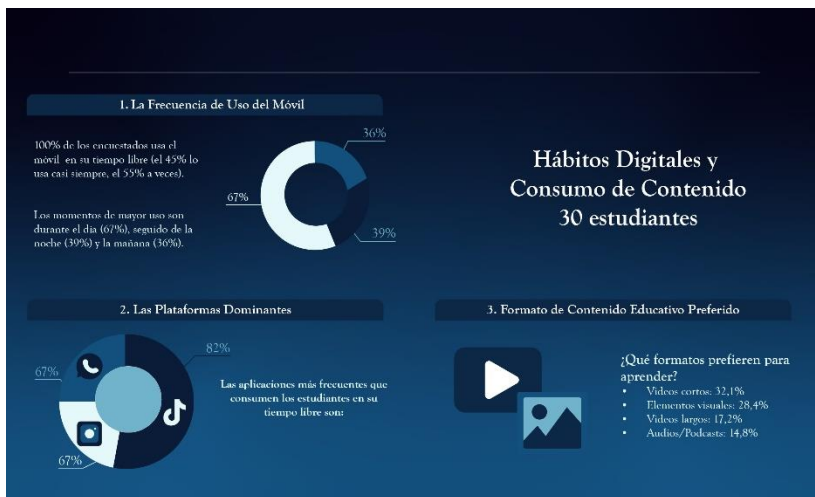 1. La Frecuencia de Uso del Móvil
100% de los encuestados usa el
móvil en su tiempo libre (el 45% lo
usa casi siempre, el 55% a veces).
Los momentos de mayor uso son
durante el día (67%), seguido de la
noche (39%) y la mañana (36%).
36%
67%
39%
Hábitos Digitales y
Consumo de Contenido
30 estudiantes
2. Las Plataformas Dominantes
82%
67%
67%
Las aplicaciones más frecuentes que
consumen los estudiantes en su
tiempo libre son:
3. Formato de Contenido Educativo Preferido
¿Qué formatos prefieren para
aprender?
• Videos cortos: 32,1%
• Elementos visuales: 28,4%
• Videos largos: 17,2%
• Audios/Podcasts: 14,8%